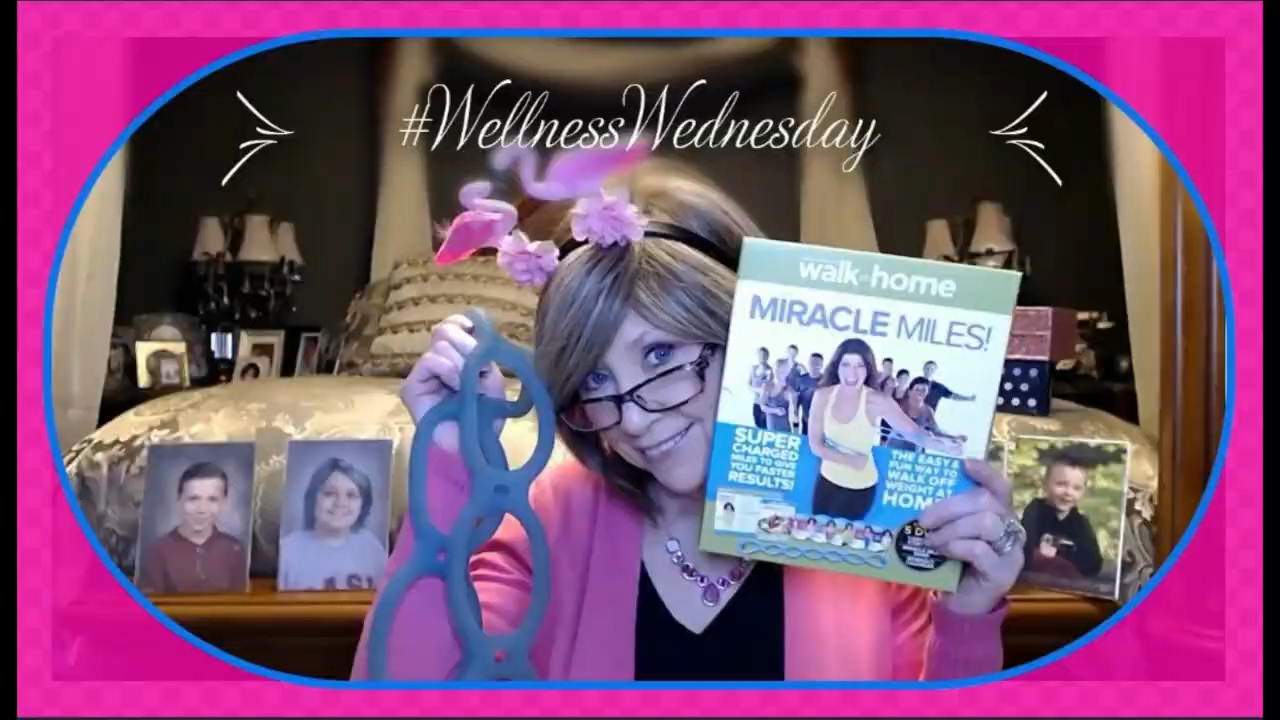 #WellnessWednesday
walk at home
MIRACLE MILES!
SUPER
CHARGED
MILES TO GIVE
YOU FASTER
RESULTS!
THE EASY &
FUN WAY TO
WALK OFF
WEIGHT AT
HOME
5 D